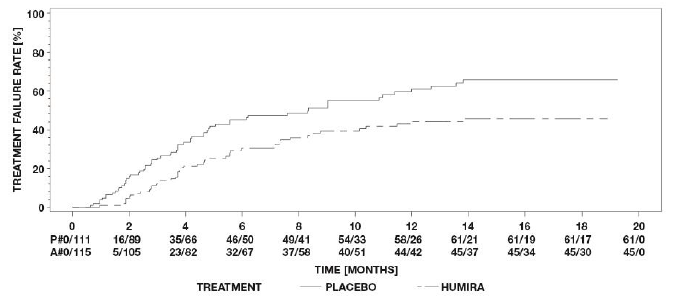 TREATMENT FAILURE RATE [%]
100
80
60
40
20
0
0 2 4 6 8 10 12 14 16 18 20
P#0/111 16/89 35/66 46/50 49/41 54/33 58/26 61/21 61/19 61/17 61/0
A#0/115 5/105 23/82 32/67 37/58 40/51 44/42 45/37 45/34 45/30 45/0
TIME [MONTHS]
TREATMENT PLACEBO HUMIRA